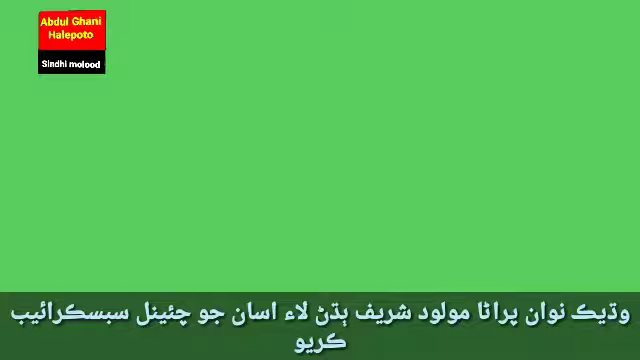 Abdul Ghani
Halepoto
Sindhi molood
وڌيڪ نوان پراڻا مولود شريف ٻڌڻ لاءِ اسان جو چئينل سبسڪرائيب
ڪريو